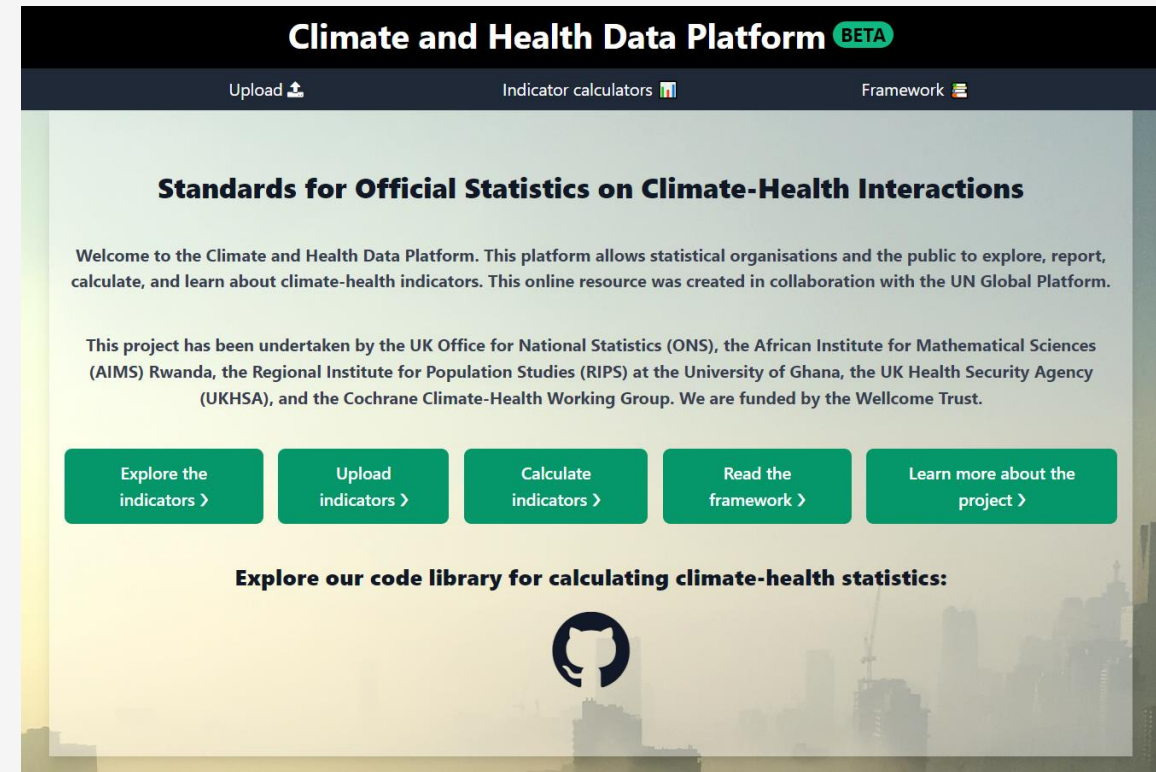 Climate and Health Data Platform BETA
Upload
Indicator calculators
Framework
Standards for Official Statistics on Climate-Health Interactions
Welcome to the Climate and Health Data Platform. This platform allows statistical organisations and the public to explore, report,
calculate, and learn about climate-health indicators. This online resource was created in collaboration with the UN Global Platform.
This project has been undertaken by the UK Office for National Statistics (ONS), the African Institute for Mathematical Sciences
(AIMS) Rwanda, the Regional Institute for Population Studies (RIPS) at the University of Ghana, the UK Health Security Agency
(UKHSA), and the Cochrane Climate-Health Working Group. We are funded by the Wellcome Trust.
Explore the
indicators ❯
Upload
indicators ❯
Calculate
indicators ❯
Read the
framework ❯
Learn more about the
project ❯
Explore our code library for calculating climate-health statistics: